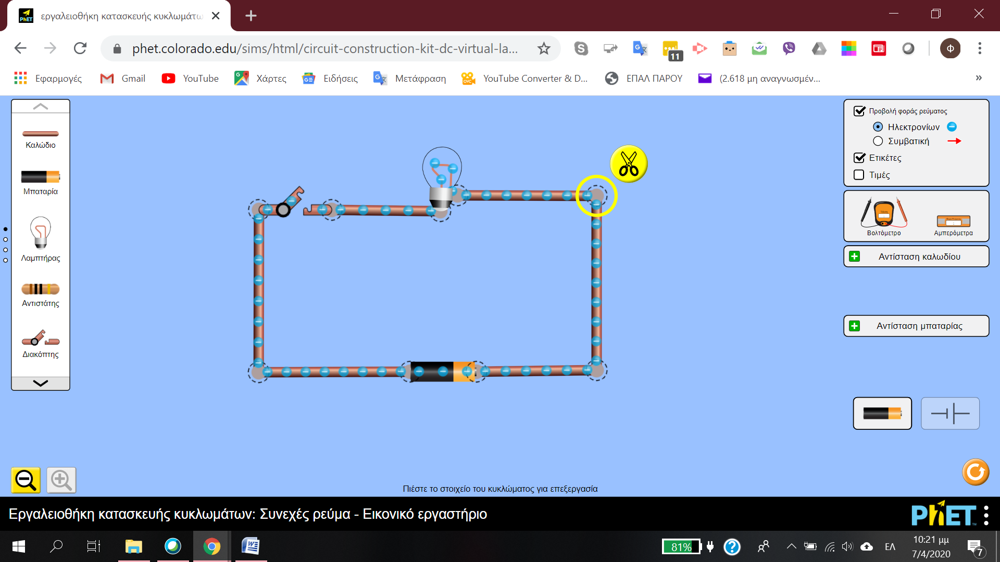 εργαλειοθήκη κατασκευής κυκλωμάτω
phet.colorado.edu/sims/html/circuit-construction-kit-dc-virtual-la...
11
Φ
Εφαρμογές
Gmail
YouTube
Χάρτες
Ειδήσεις
Μετάφραση
YouTube Converter & D...
ΕΠΑΛ ΠΑΡΟΥ
(2.618 μη αναγνωσμέν...
»
Καλώδιο
Μπαταρία
Λαμπτήρας
Αντιστάτης
Διακόπτης
Προβολή φοράς ρεύματος
Ηλεκτρονίων
Συμβατική
Ετικέτες
Τιμές
Βολτόμετρο
Αμπερόμετρα
Αντίσταση καλωδίου
Αντίσταση μπαταρίας
Πιέστε το στοιχείο του κυκλώματος για επεξεργασία
Εργαλειοθήκη κατασκευής κυκλωμάτων: Συνεχές ρεύμα - Εικονικό εργαστήριο
PhET
81%
ΕΛ
10:21 μμ
7/4/2020
7